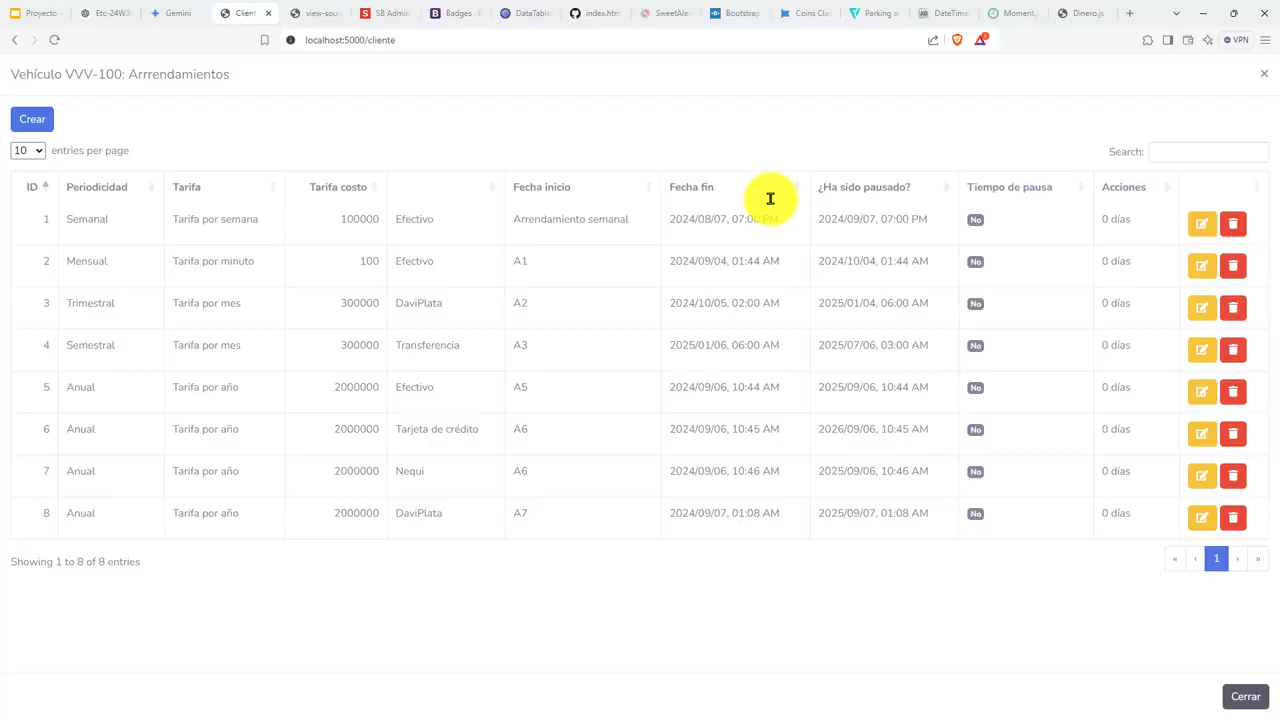 Proyecto
Etc-24W3
Gemini
Client
view-sour
SB Admin
Badges
DataTable
index.htm
SweetAler
Bootstrap
Coins Cla
Parking a
DateTime.
Moment.
Dinero.js
localhost:5000/cliente
VPN
Vehículo VVV-100: Arrrendamientos
Crear
10 entries per page
Search:
ID Periodicidad Tarifa Tarifa costo Fecha inicio Fecha fin ¿Ha sido pausado? Tiempo de pausa Acciones
1 Semanal Tarifa por semana 100000 Efectivo Arrendamiento semanal 2024/08/07, 07:00 PM 2024/09/07, 07:00 PM No 0 días
2 Mensual Tarifa por minuto 100 Efectivo A1 2024/09/04, 01:44 AM 2024/10/04, 01:44 AM No 0 días
3 Trimestral Tarifa por mes 300000 DaviPlata A2 2024/10/05, 02:00 AM 2025/01/04, 06:00 AM No 0 días
4 Semestral Tarifa por mes 300000 Transferencia A3 2025/01/06, 06:00 AM 2025/07/06, 03:00 AM No 0 días
5 Anual Tarifa por año 2000000 Efectivo A5 2024/09/06, 10:44 AM 2025/09/06, 10:44 AM No 0 días
6 Anual Tarifa por año 2000000 Tarjeta de crédito A6 2024/09/06, 10:45 AM 2026/09/06, 10:45 AM No 0 días
7 Anual Tarifa por año 2000000 Nequi A6 2024/09/06, 10:46 AM 2025/09/06, 10:46 AM No 0 días
8 Anual Tarifa por año 2000000 DaviPlata A7 2024/09/07, 01:08 AM 2025/09/07, 01:08 AM No 0 días
Showing 1 to 8 of 8 entries
« ‹ 1 › »
Cerrar